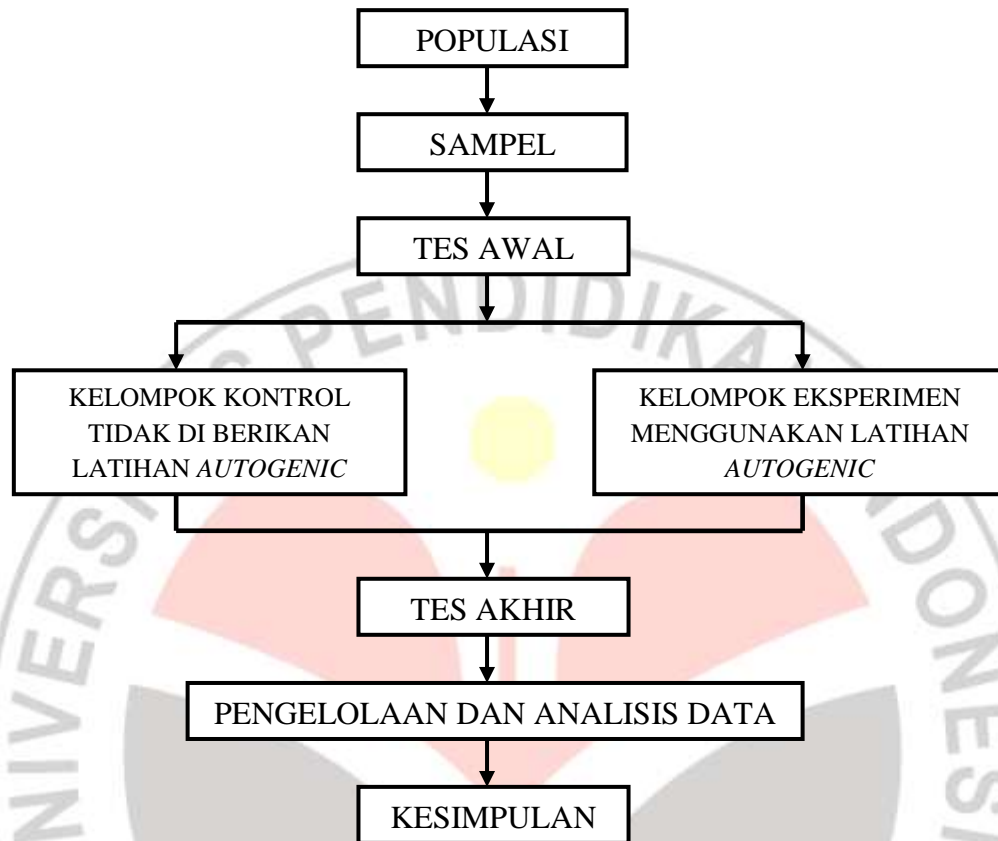 POPULASI
SAMPEL
TES AWAL
KELOMPOK KONTROL
TIDAK DI BERIKAN
LATIHAN AUTOGENIC
KELOMPOK EKSPERIMEN
MENGGUNAKAN LATIHAN
AUTOGENIC
TES AKHIR
PENGELOLAAN DAN ANALISIS DATA
KESIMPULAN